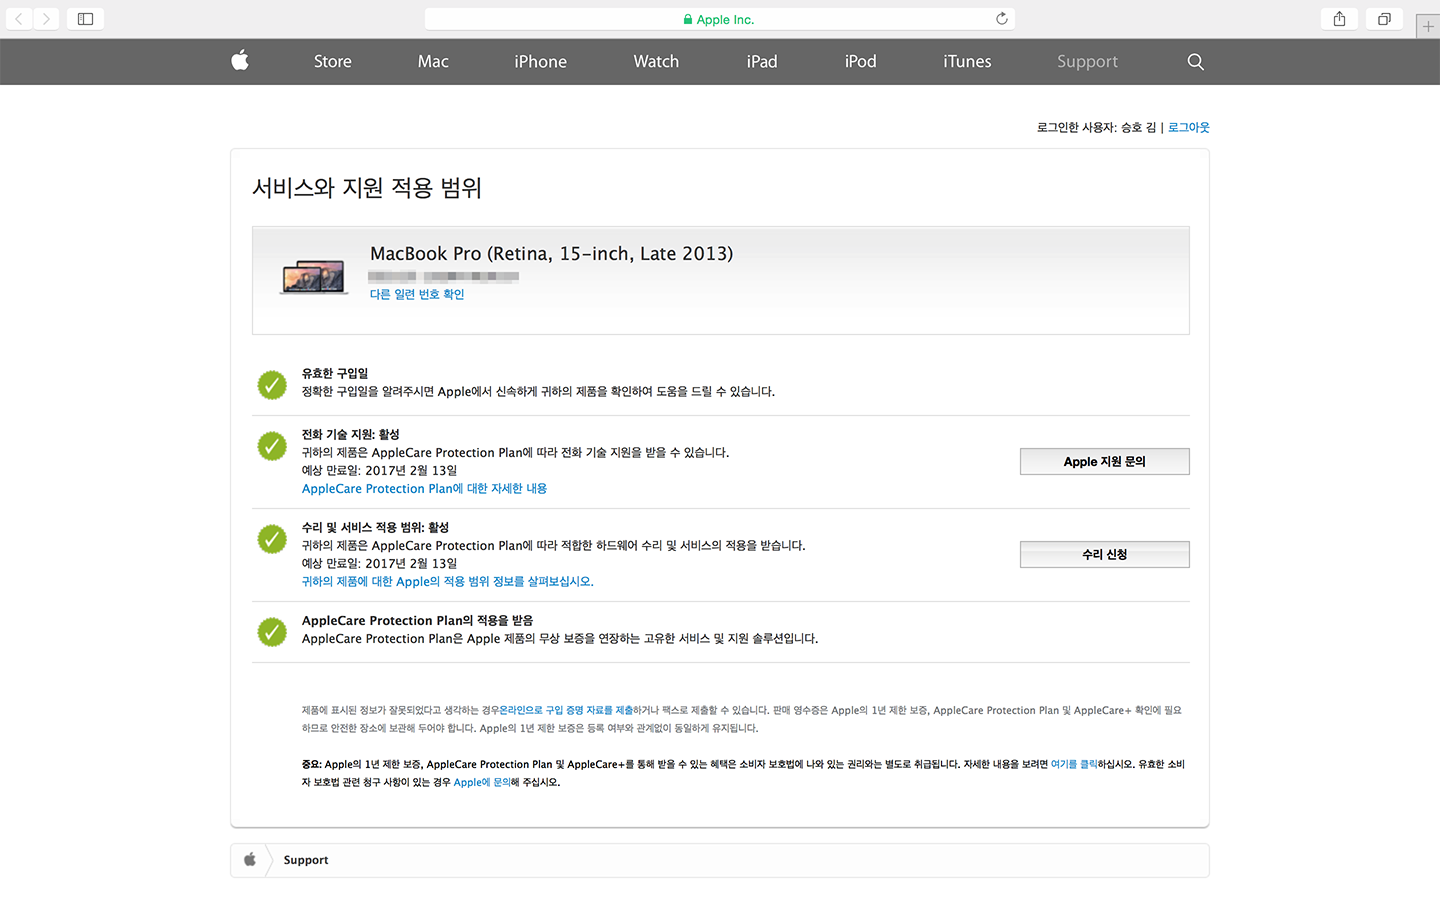 Apple Inc.
Store Mac iPhone Watch iPad iPod iTunes Support
로그인한 사용자: 승호 김 | 로그아웃
서비스와 지원 적용 범위
MacBook Pro (Retina, 15-inch, Late 2013)
다른 일련 번호 확인
유효한 구입일
정확한 구입일을 알려주시면 Apple에서 신속하게 귀하의 제품을 확인하여 도움을 드릴 수 있습니다.
전화 기술 지원: 활성
귀하의 제품은 AppleCare Protection Plan에 따라 전화 기술 지원을 받을 수 있습니다.
예상 만료일: 2017년 2월 13일
AppleCare Protection Plan에 대한 자세한 내용
Apple 지원 문의
수리 및 서비스 적용 범위: 활성
귀하의 제품은 AppleCare Protection Plan에 따라 적합한 하드웨어 수리 및 서비스의 적용을 받습니다.
예상 만료일: 2017년 2월 13일
귀하의 제품에 대한 Apple의 적용 범위 정보를 살펴보십시오.
수리 신청
AppleCare Protection Plan의 적용을 받음
AppleCare Protection Plan은 Apple 제품의 무상 보증을 연장하는 고유한 서비스 및 지원 솔루션입니다.
제품에 표시된 정보가 잘못되었다고 생각하는 경우온라인으로 구입 증명 자료를 제출하거나 팩스로 제출할 수 있습니다. 판매 영수증은 Apple의 1년 제한 보증, AppleCare Protection Plan 및 AppleCare+ 확인에 필요
하므로 안전한 장소에 보관해 두어야 합니다. Apple의 1년 제한 보증은 등록 여부와 관계없이 동일하게 유지됩니다.
중요: Apple의 1년 제한 보증, AppleCare Protection Plan 및 AppleCare+를 통해 받을 수 있는 혜택은 소비자 보호법에 나와 있는 권리와는 별도로 취급됩니다. 자세한 내용을 보려면 여기를 클릭하십시오. 유효한 소비
자 보호법 관련 청구 사항이 있는 경우 Apple에 문의해 주십시오.
Support